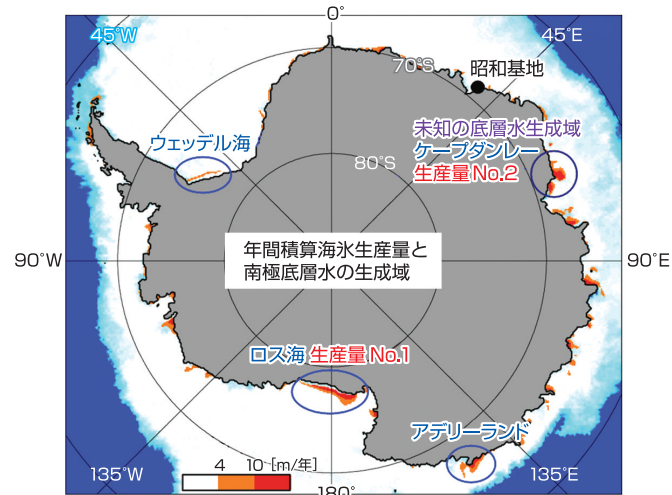 0°
45°W
45°E
70°S
昭和基地
ウェッデル海
未知の底層水生成域
ケープダンレー
生産量No.2
80°S
年間積算海氷生産量と
南極底層水の生成域
90°W
90°E
ロス海 生産量No.1
アデリーランド
4 10 [m/年]
135°W
135°E
180°